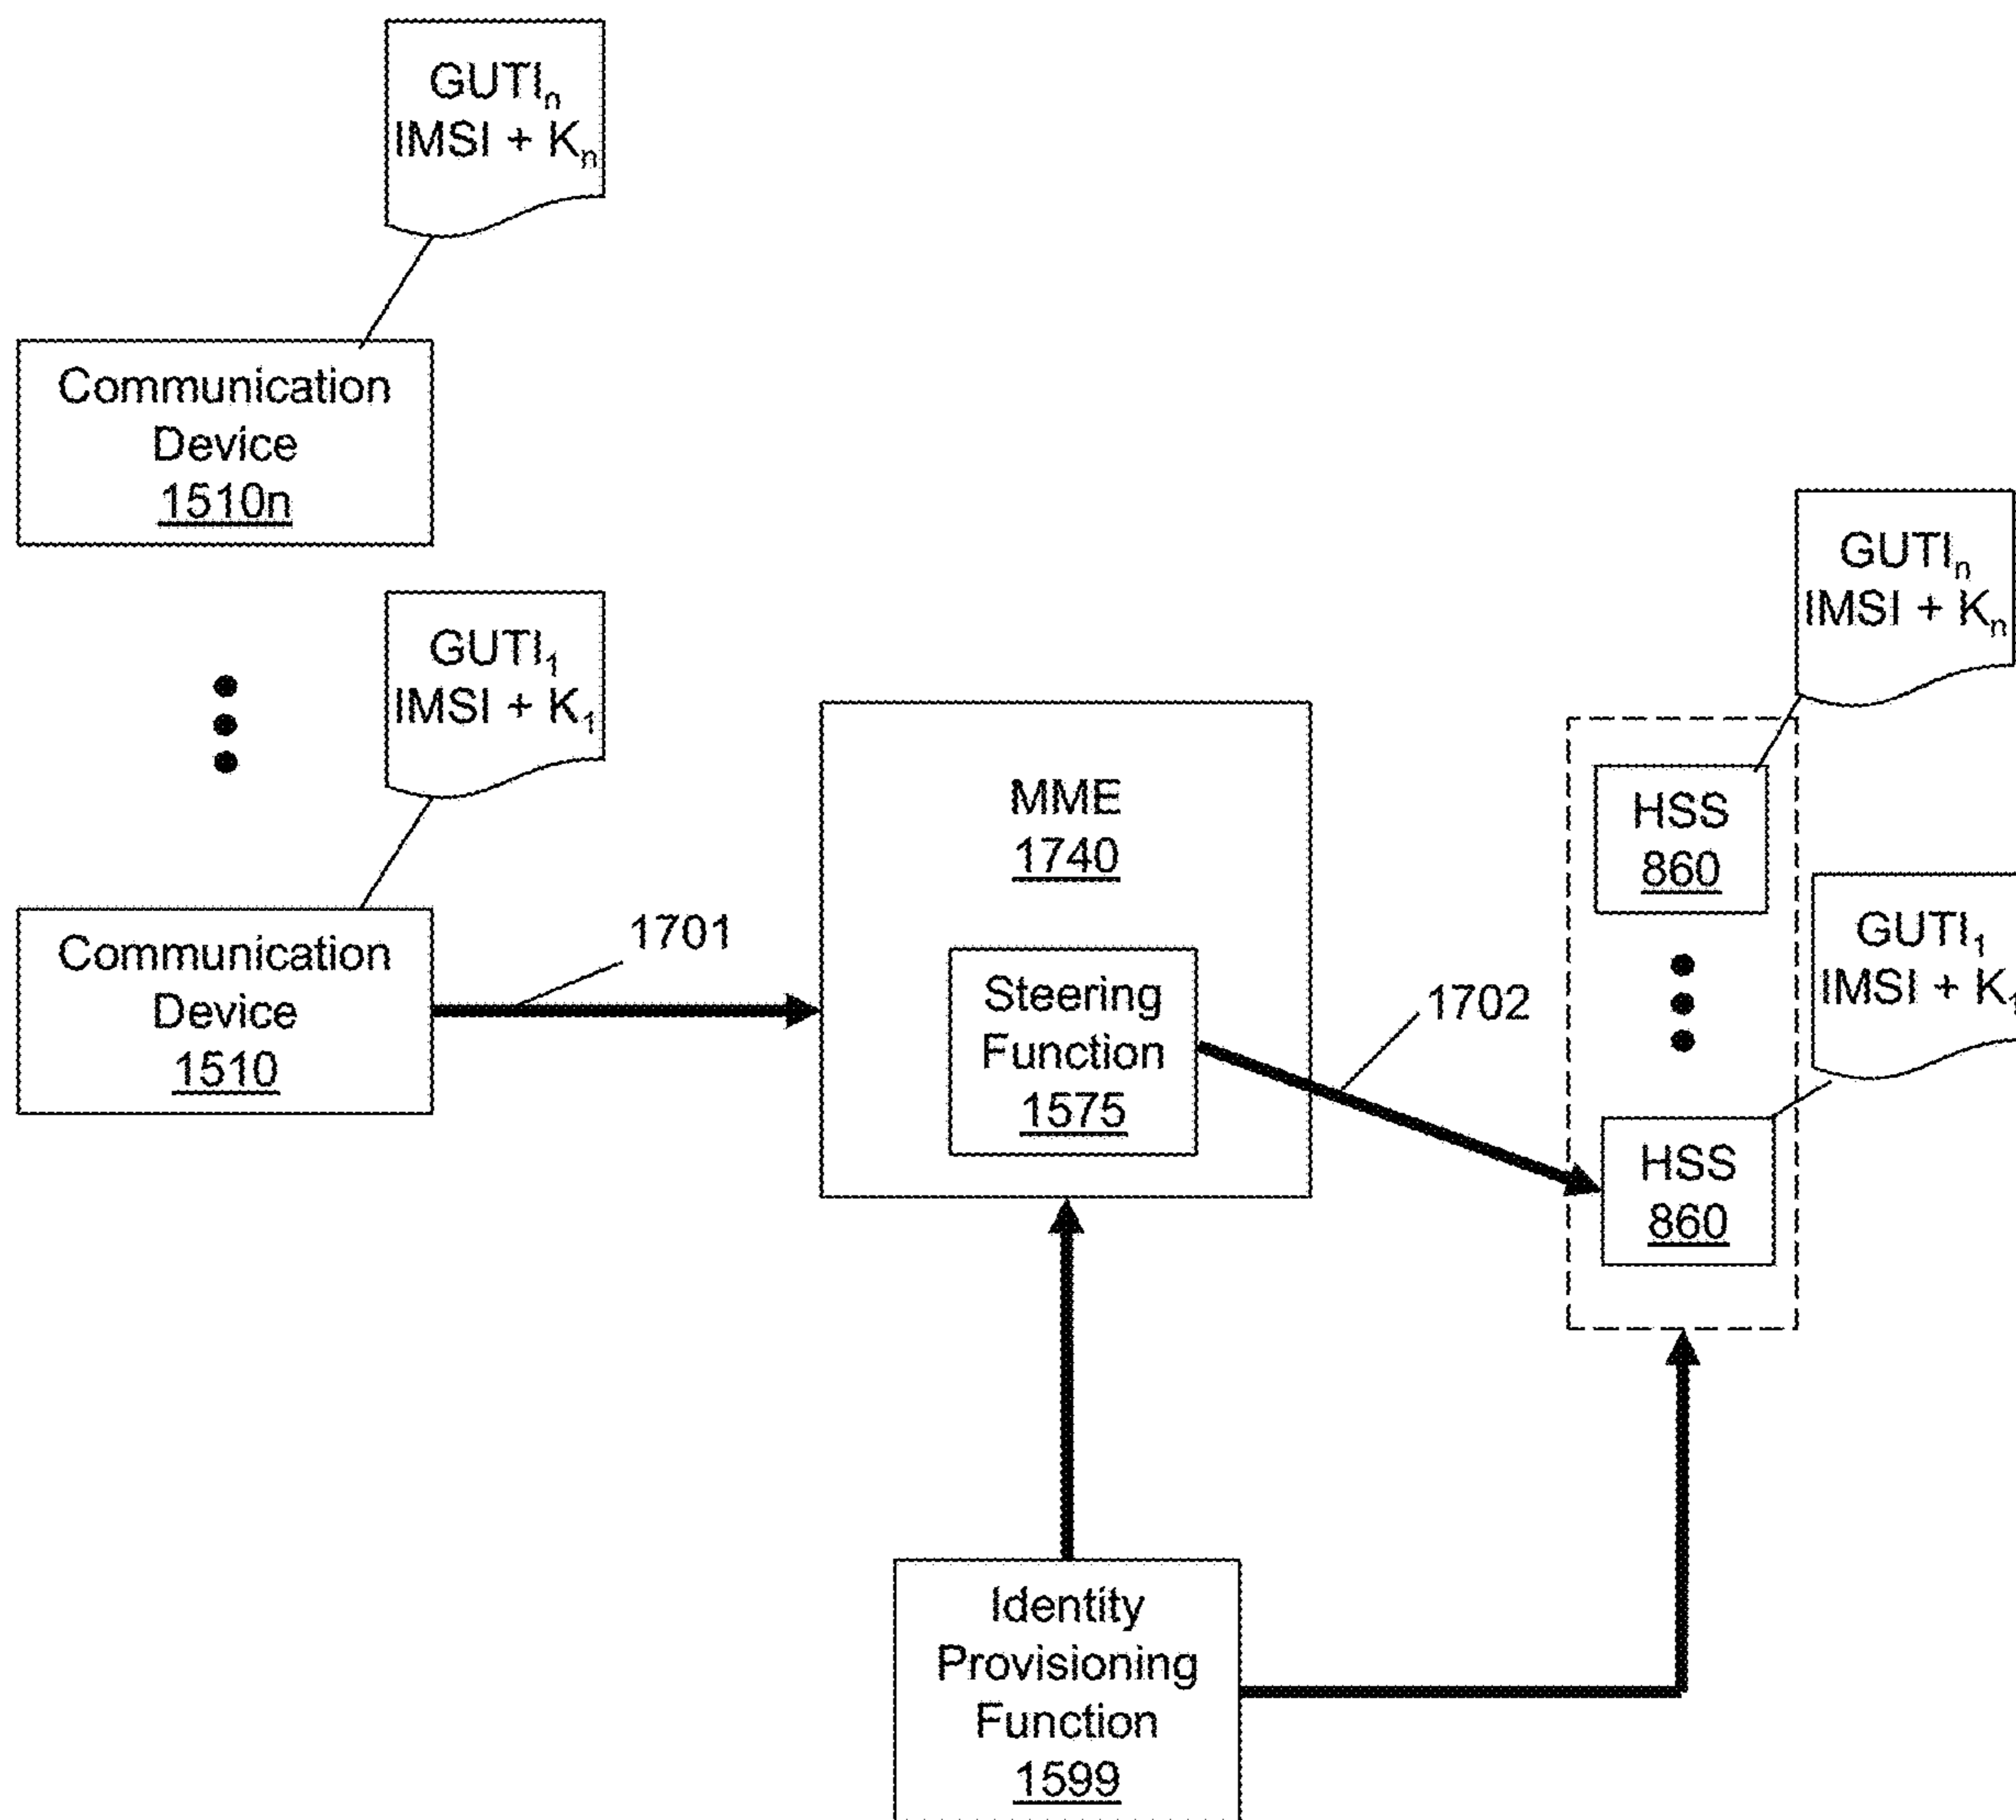 GUTIₙ
IMSI + Kₙ
Communication
Device
1510n
GUTI₁
IMSI + K₁
Communication
Device
1510
1701
MME
1740
Steering
Function
1575
1702
GUTIₙ
IMSI + Kₙ
HSS
860
GUTI₁
IMSI + K₁
HSS
860
Identity
Provisioning
Function
1599